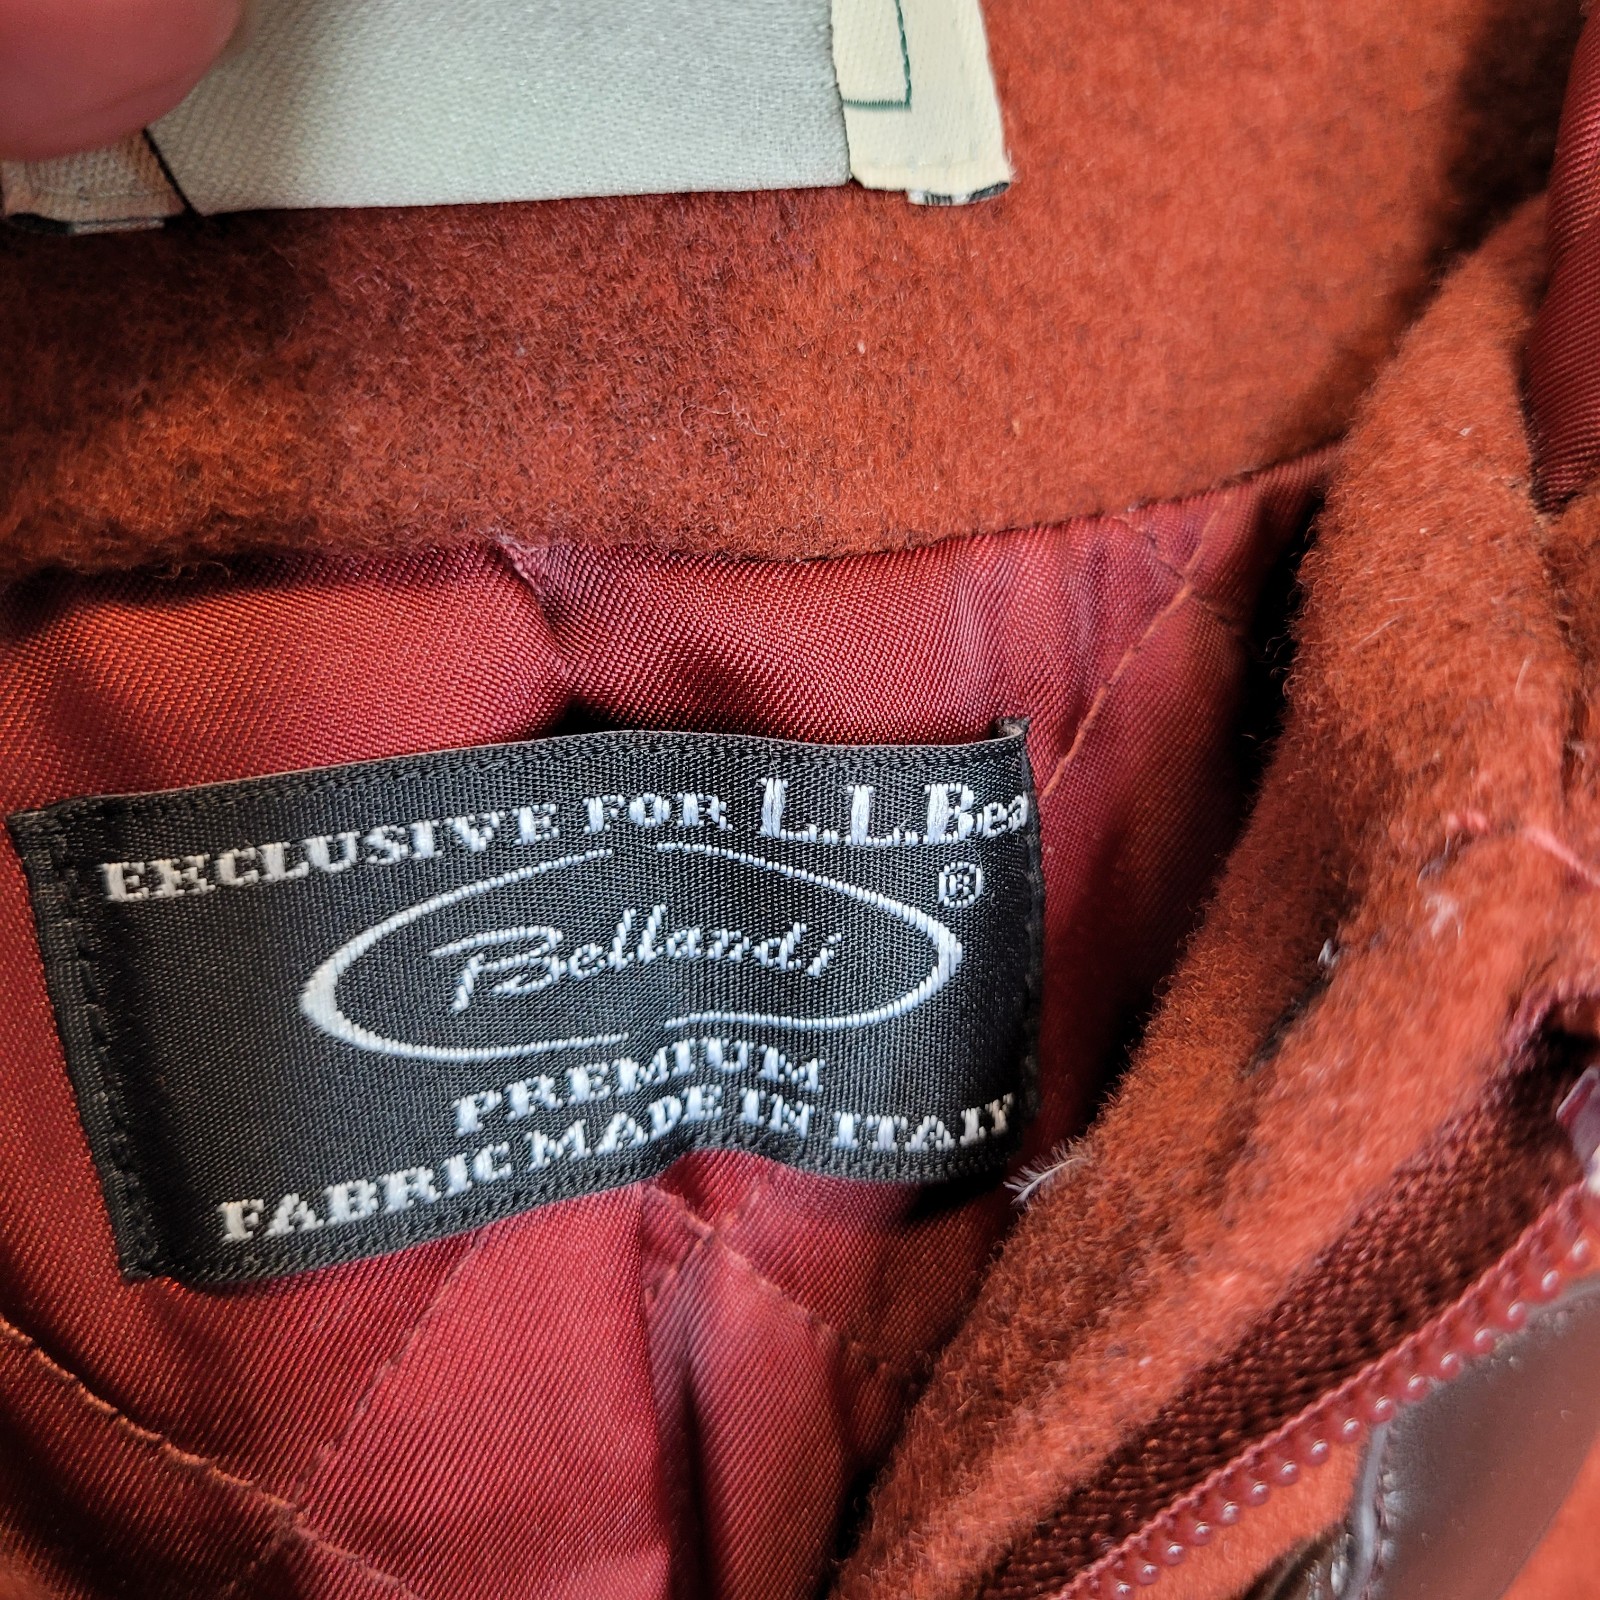 EXCLUSIVE FOR L.L.Bea
®
Bellandi
PREMIUM
FABRIC MADE IN ITALY